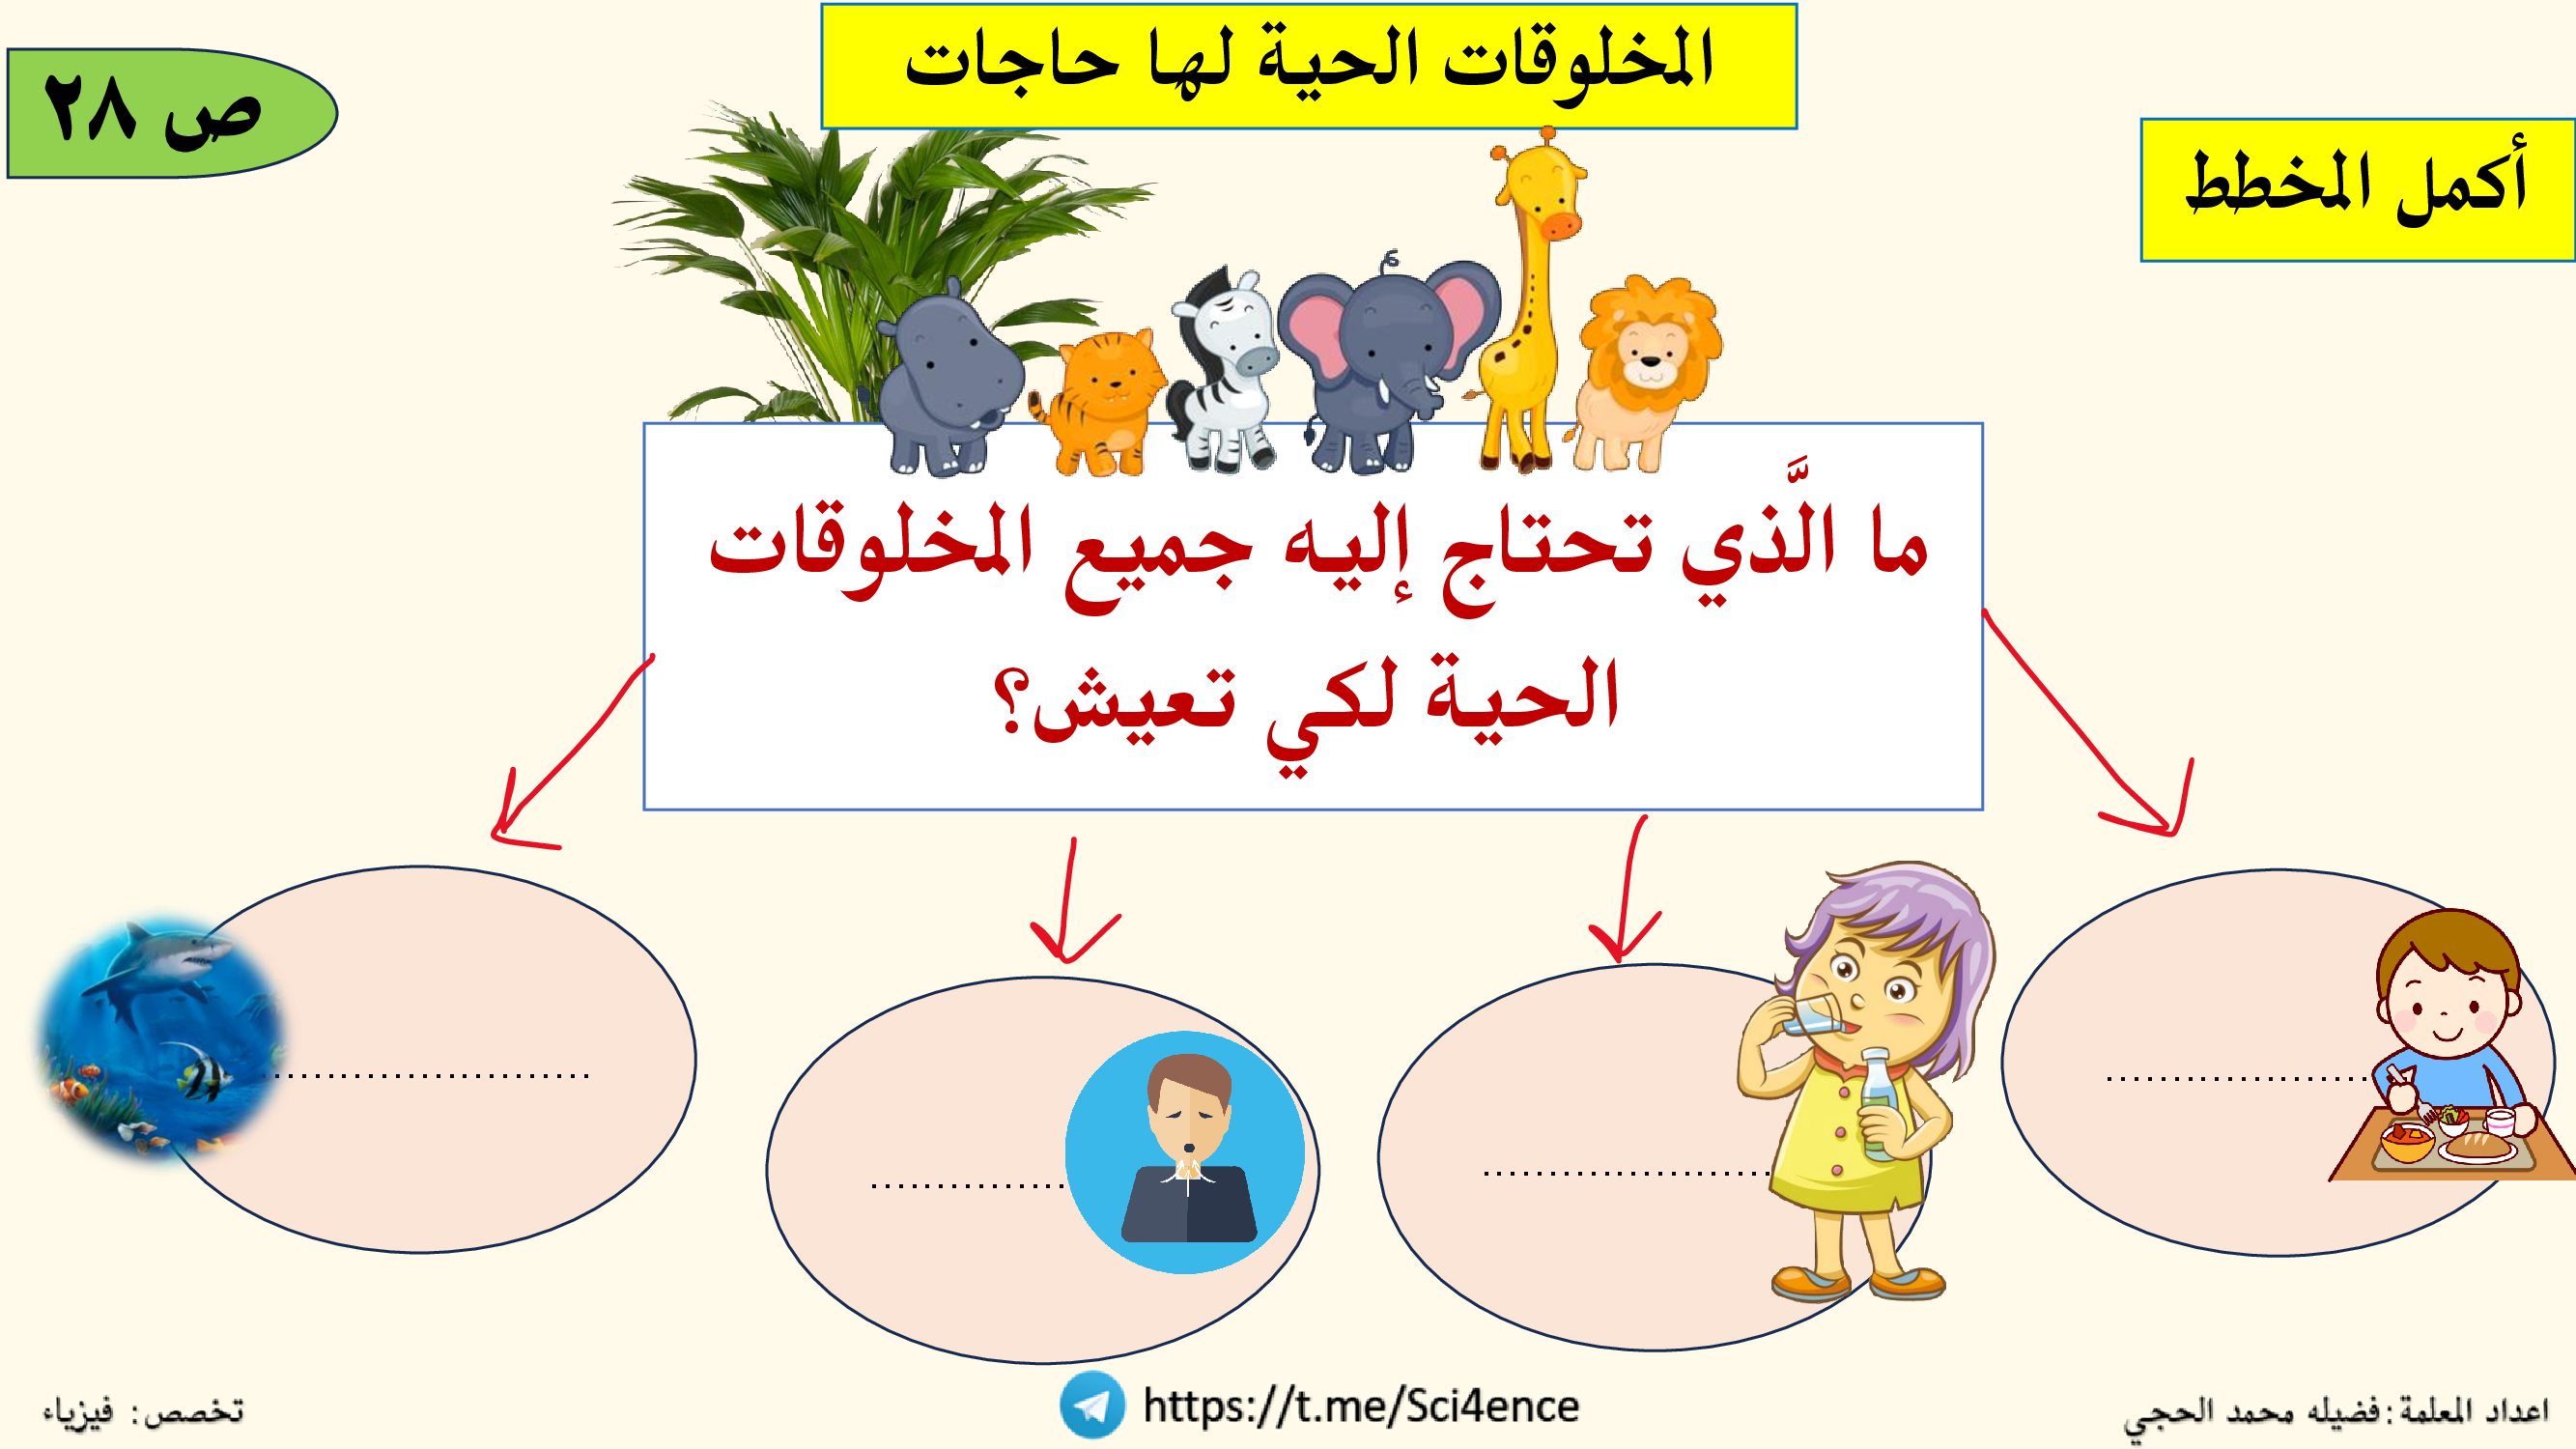 المخلوقات الحية لها حاجات
ص ٢٨
أكمل المخطط
ما الَّذي تحتاج إليه جميع المخلوقات
الحية لكي تعيش؟
....................
....................
..............
........................
اعداد المعلمة:فضيله محمد الحجي
https://t.me/Sci4ence
تخصص: فيزياء